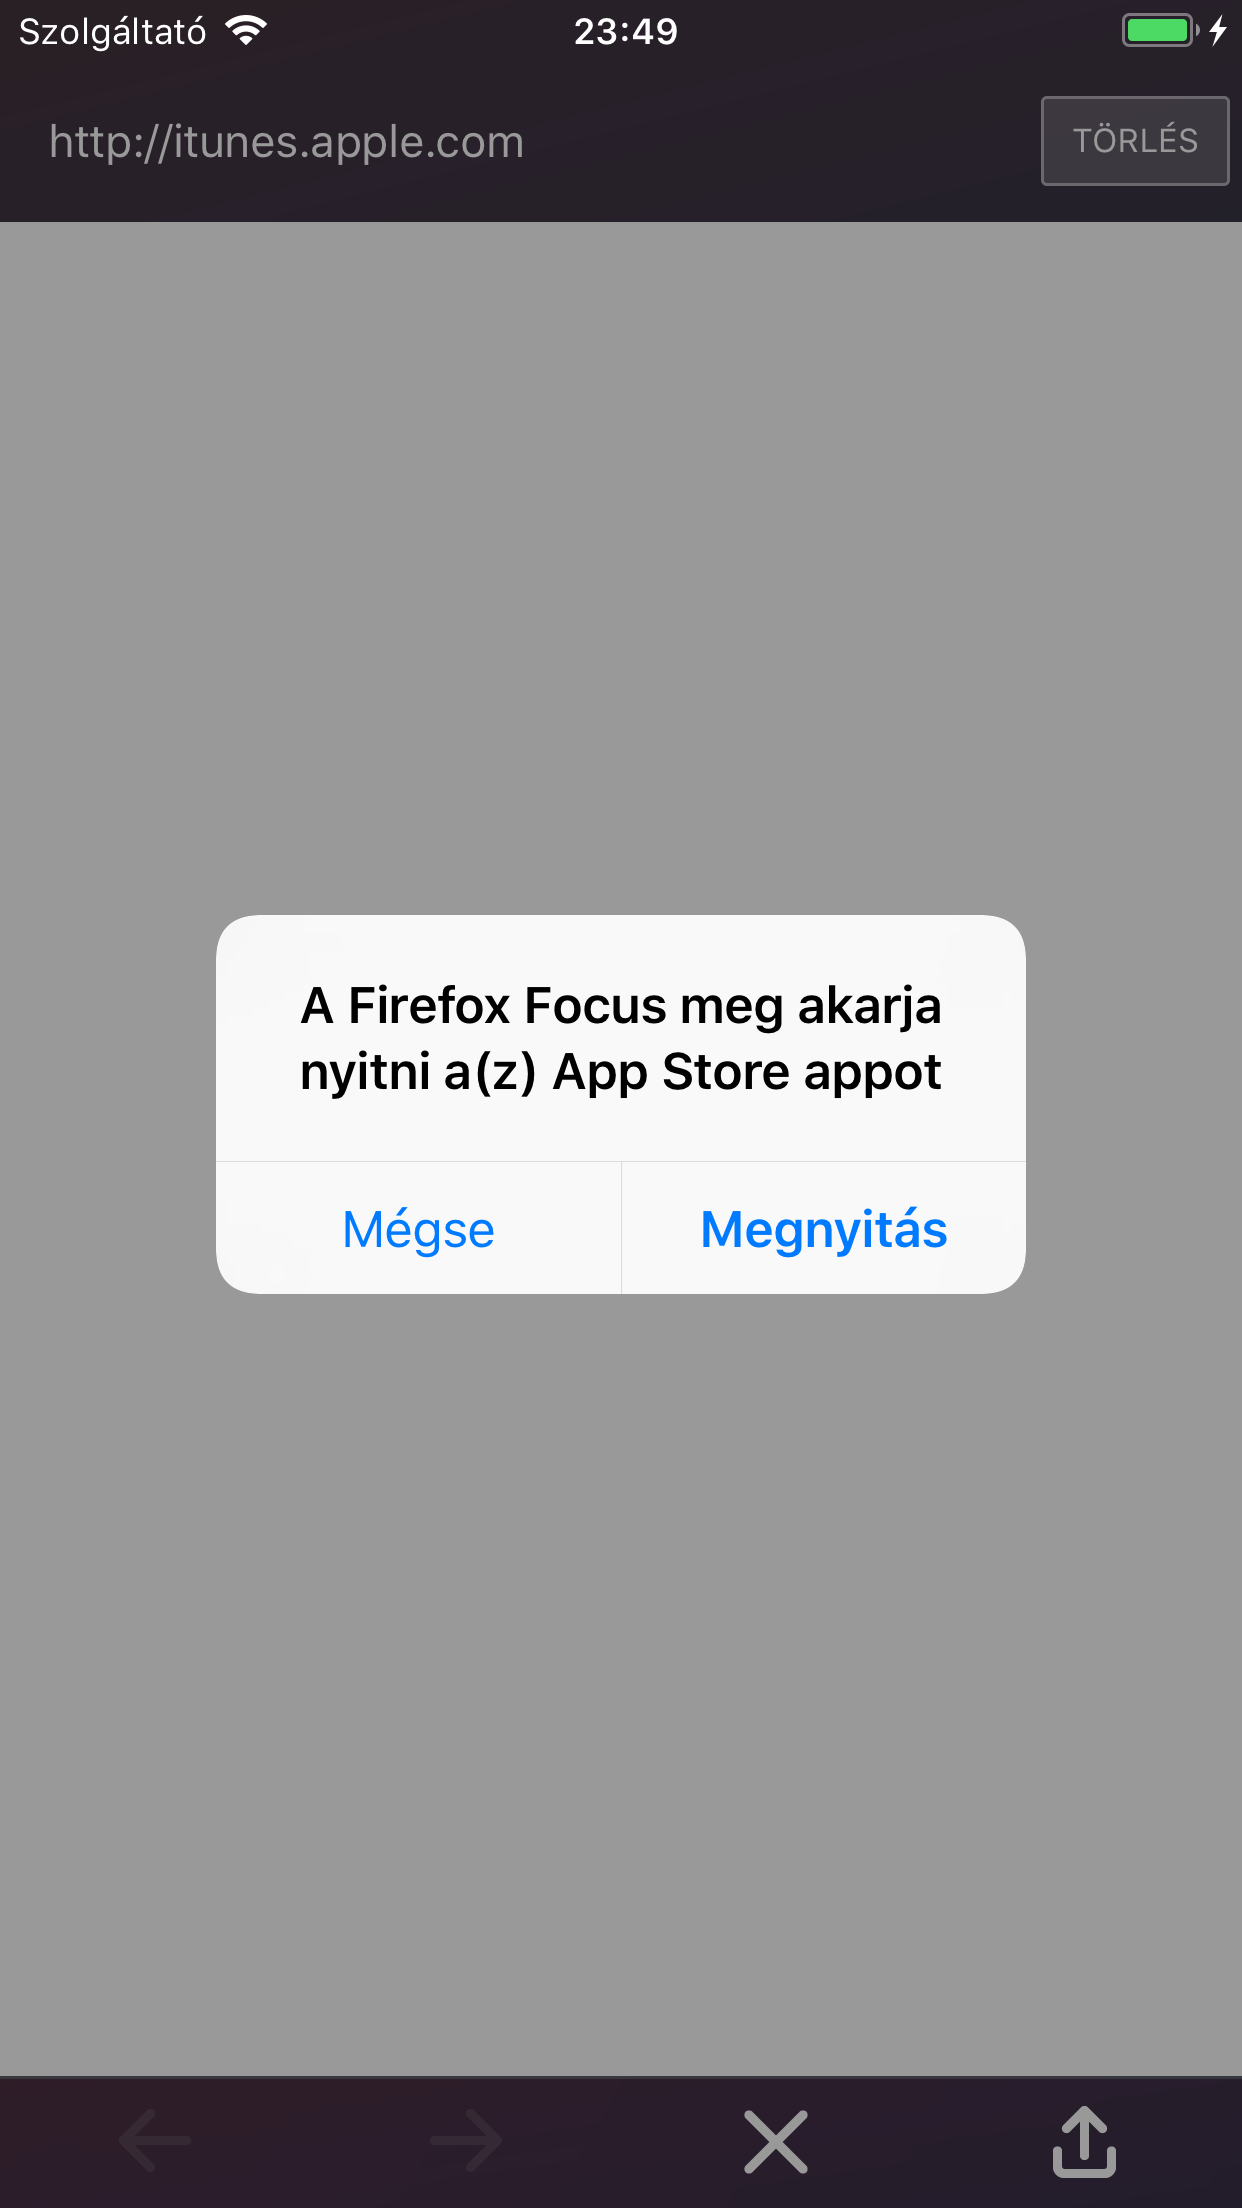 Szolgáltató 23:49
http://itunes.apple.com TÖRLÉS
A Firefox Focus meg akarja
nyitni a(z) App Store appot
Mégse Megnyitás